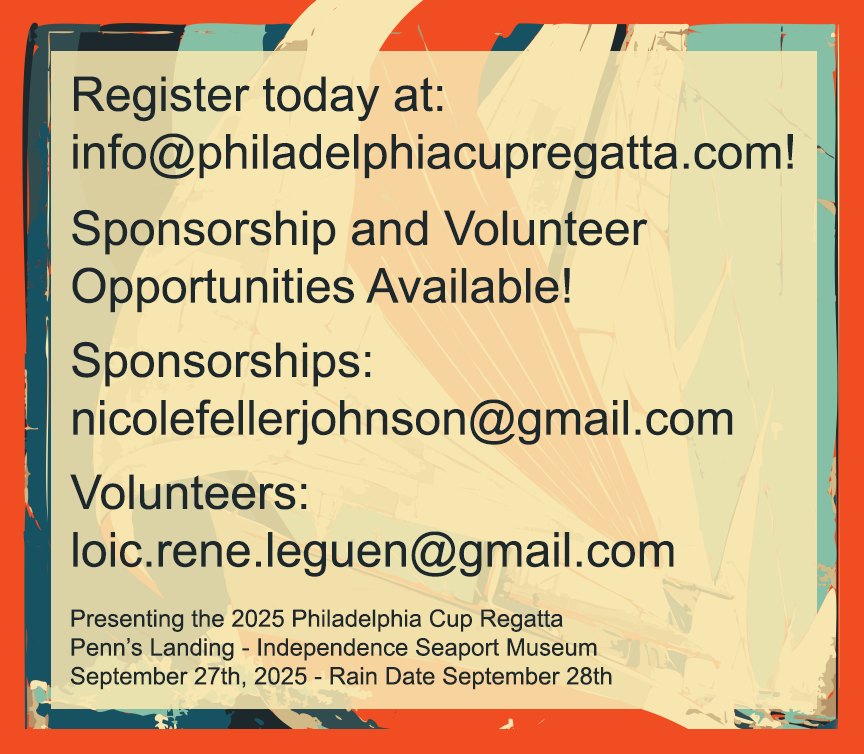 Register today at:
info@philadelphiacupregatta.com!
Sponsorship and Volunteer
Opportunities Available!
Sponsorships:
nicolefellerjohnson@gmail.com
Volunteers:
loic.rene.leguen@gmail.com
Presenting the 2025 Philadelphia Cup Regatta
Penn’s Landing - Independence Seaport Museum
September 27th, 2025 - Rain Date September 28th